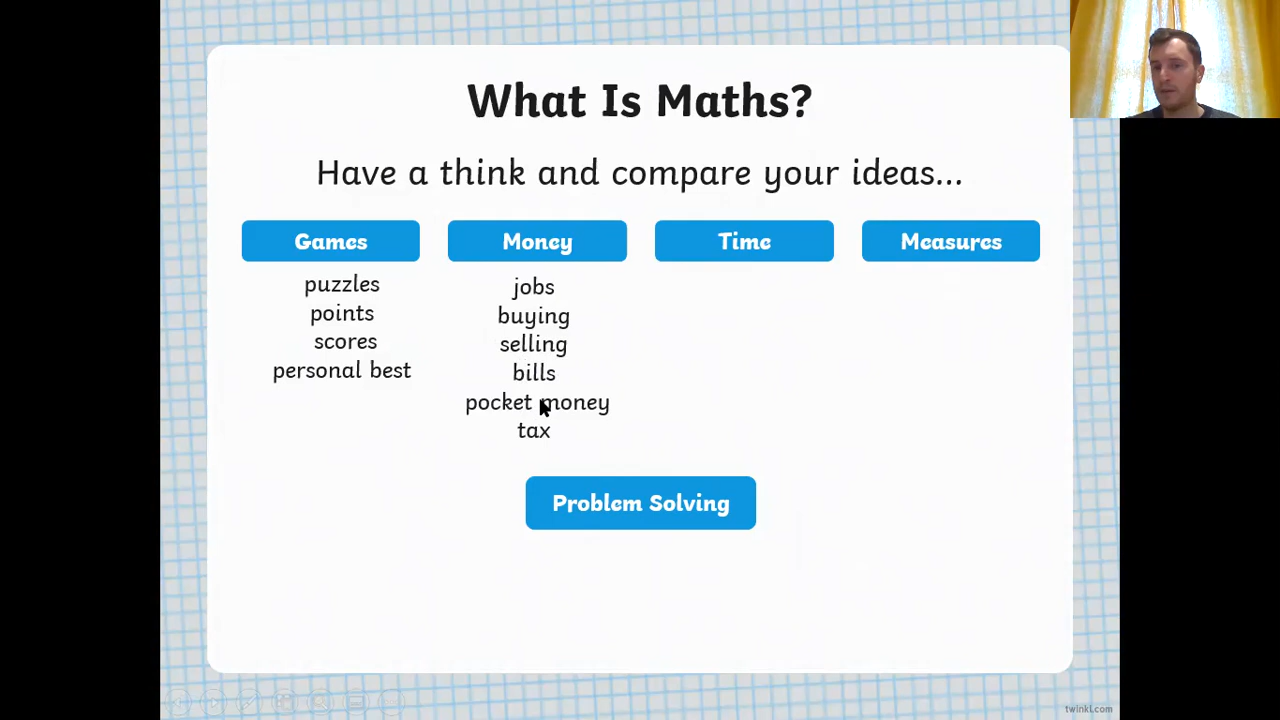 What Is Maths?
Have a think and compare your ideas...
Games
Money
Time
Measures
puzzles
points
scores
personal best
jobs
buying
selling
bills
pocket money
tax
Problem Solving
twinkl.com